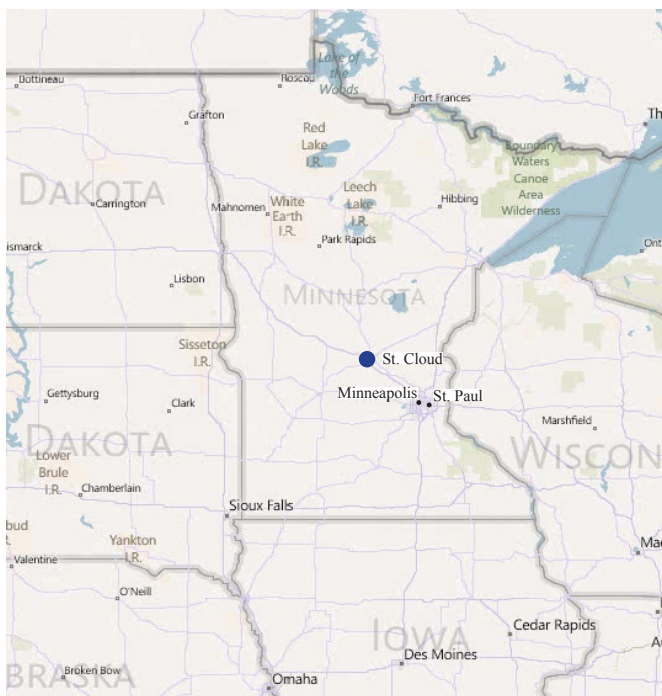 Lake of
the
Woods
Bottineau
Roseau
Fort Frances
Grafton
Th
Red
Lake
I.R.
Boundary
Waters
Canoe
Area
Wilderness
DAKOTA
Carrington
Mahnomen
White
Earth
I.R.
Leech
Lake
I.R.
Hibbing
Park Rapids
ismarck
Ont
Lisbon
MINNESOTA
Sisseton
I.R.
St. Cloud
Minneapolis
St. Paul
Gettysburg
Clark
Marshfield
DAKOTA
WISCON
Lower
Brule
I.R.
Chamberlain
Sioux Falls
bud
I.R.
Yankton
I.R.
Mad
Valentine
O'Neill
Cedar Rapids
IOWA
Au
Des Moines
BRASKA
Broken Bow
Omaha